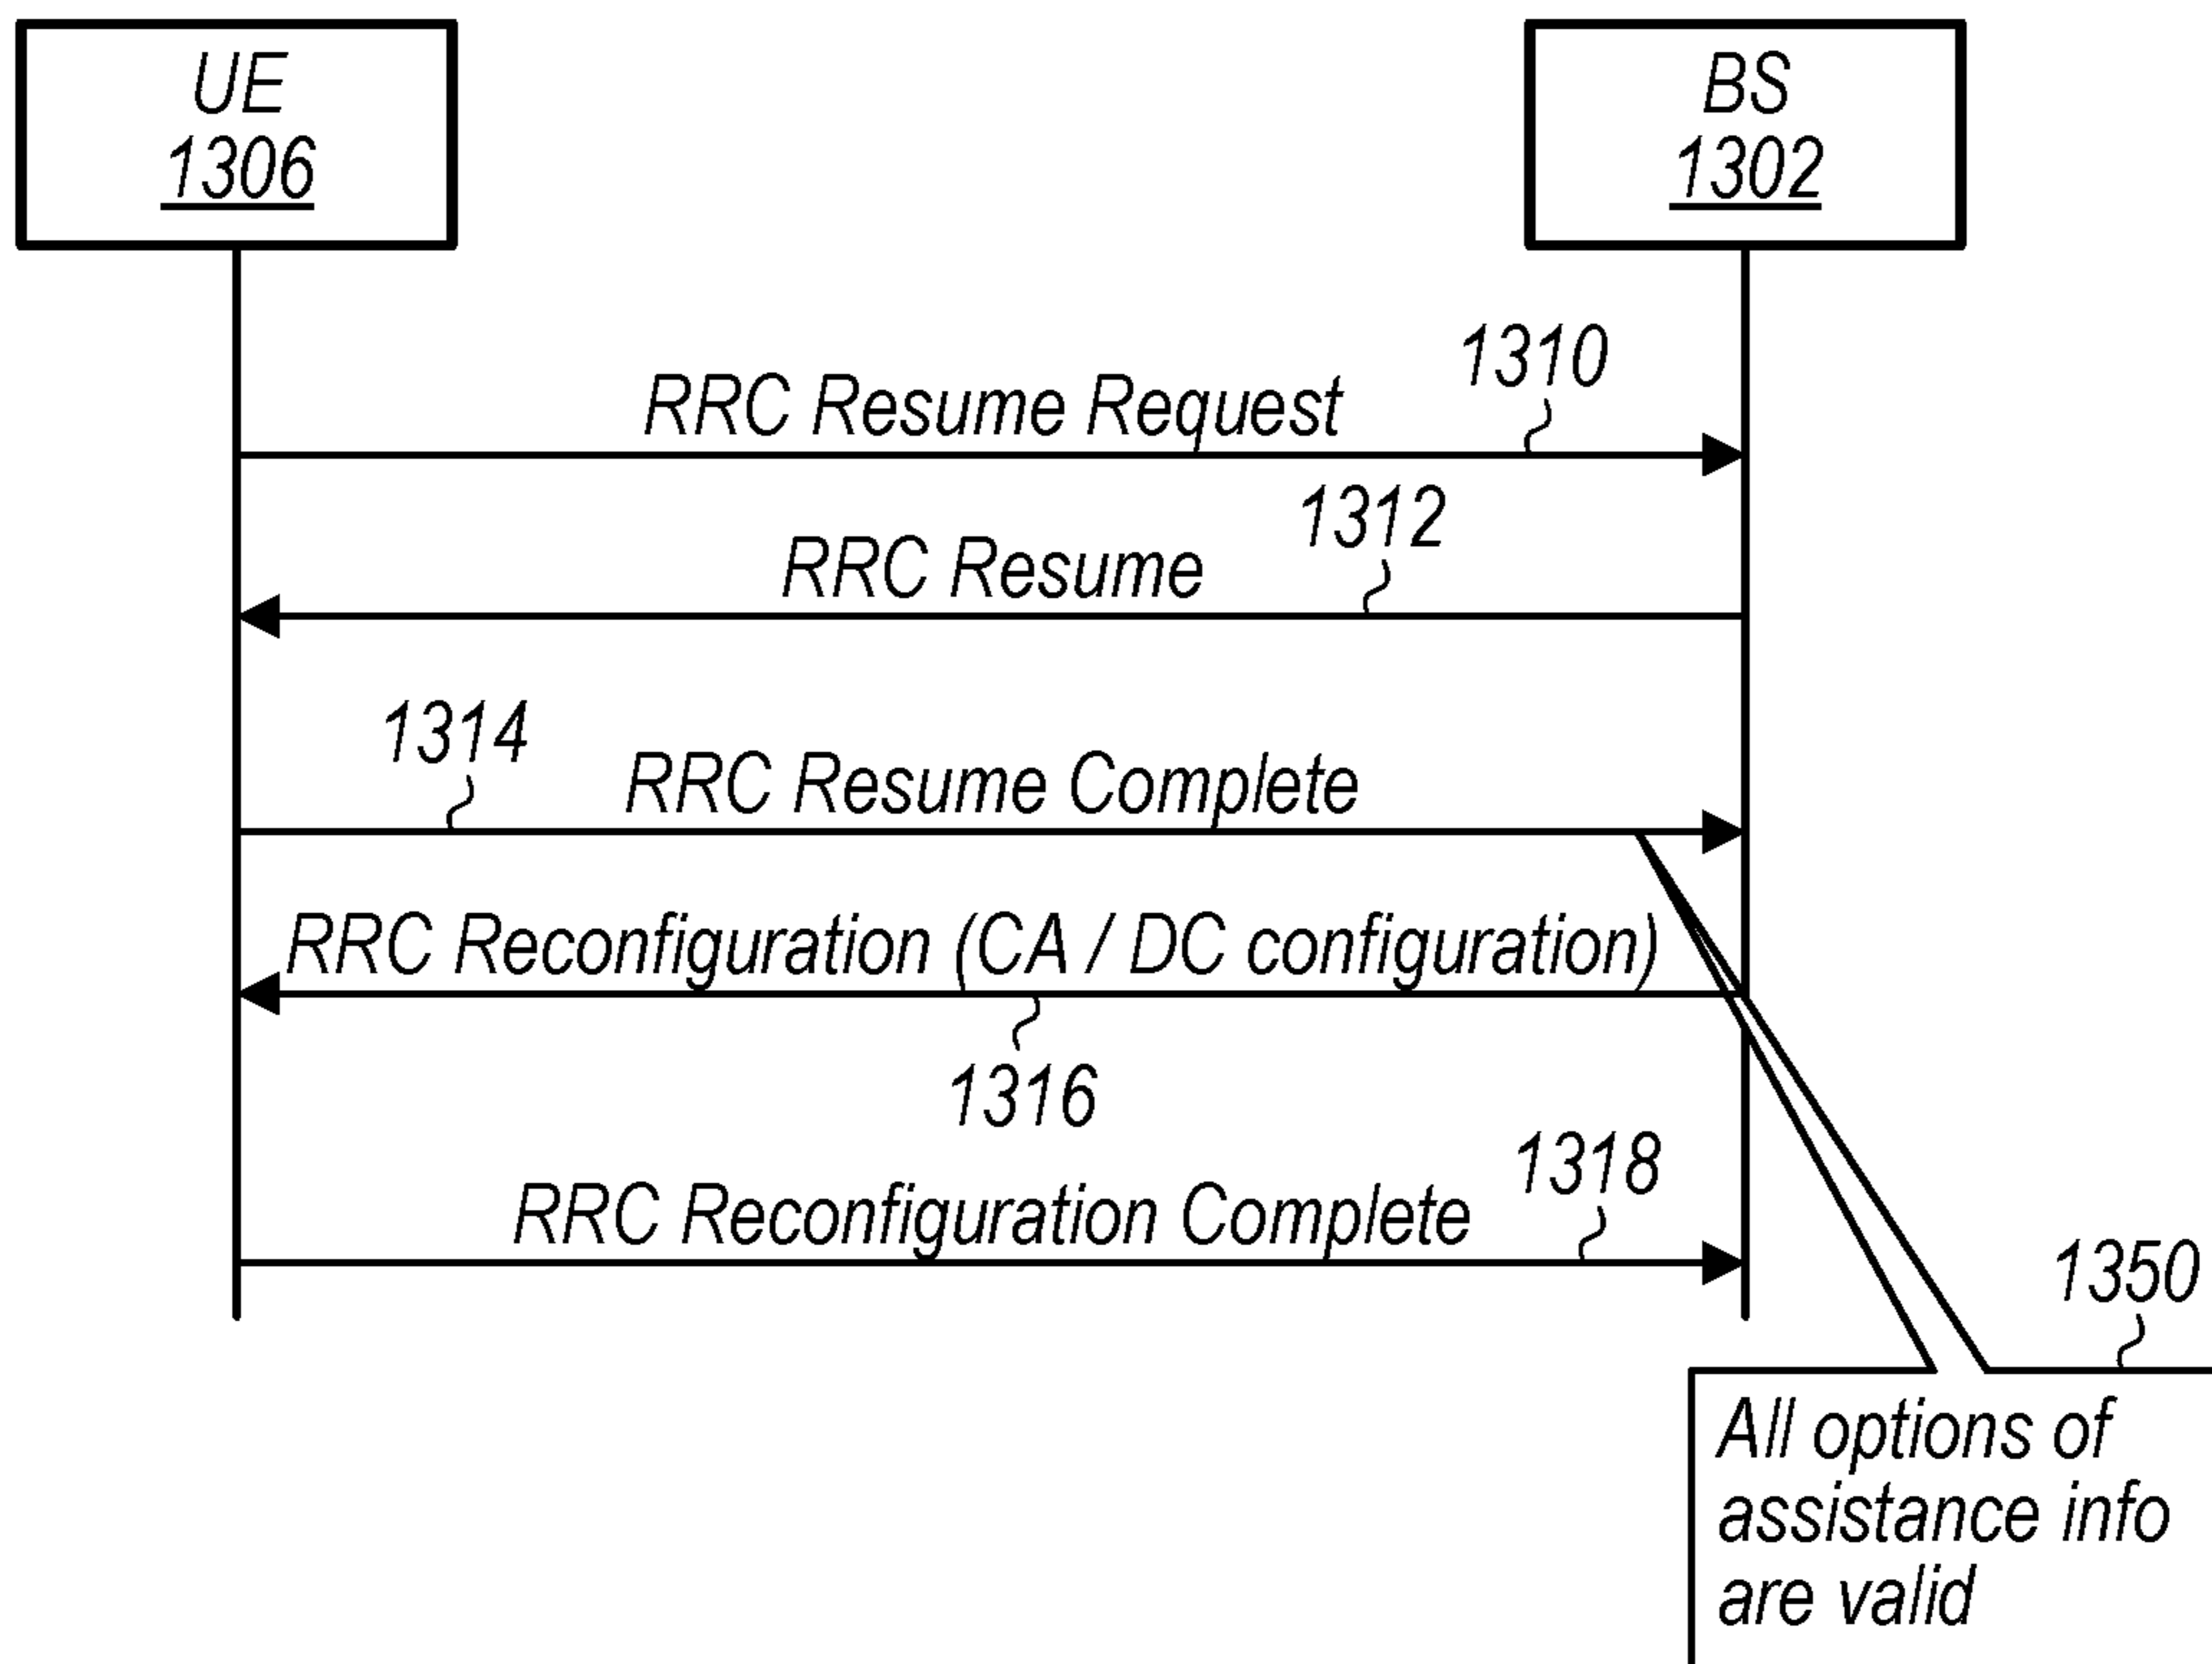 UE
1306
BS
1302
1310
RRC Resume Request
1312
RRC Resume
1314
RRC Resume Complete
RRC Reconfiguration (CA / DC configuration)
1316
1318
RRC Reconfiguration Complete
1350
All options of
assistance info
are valid